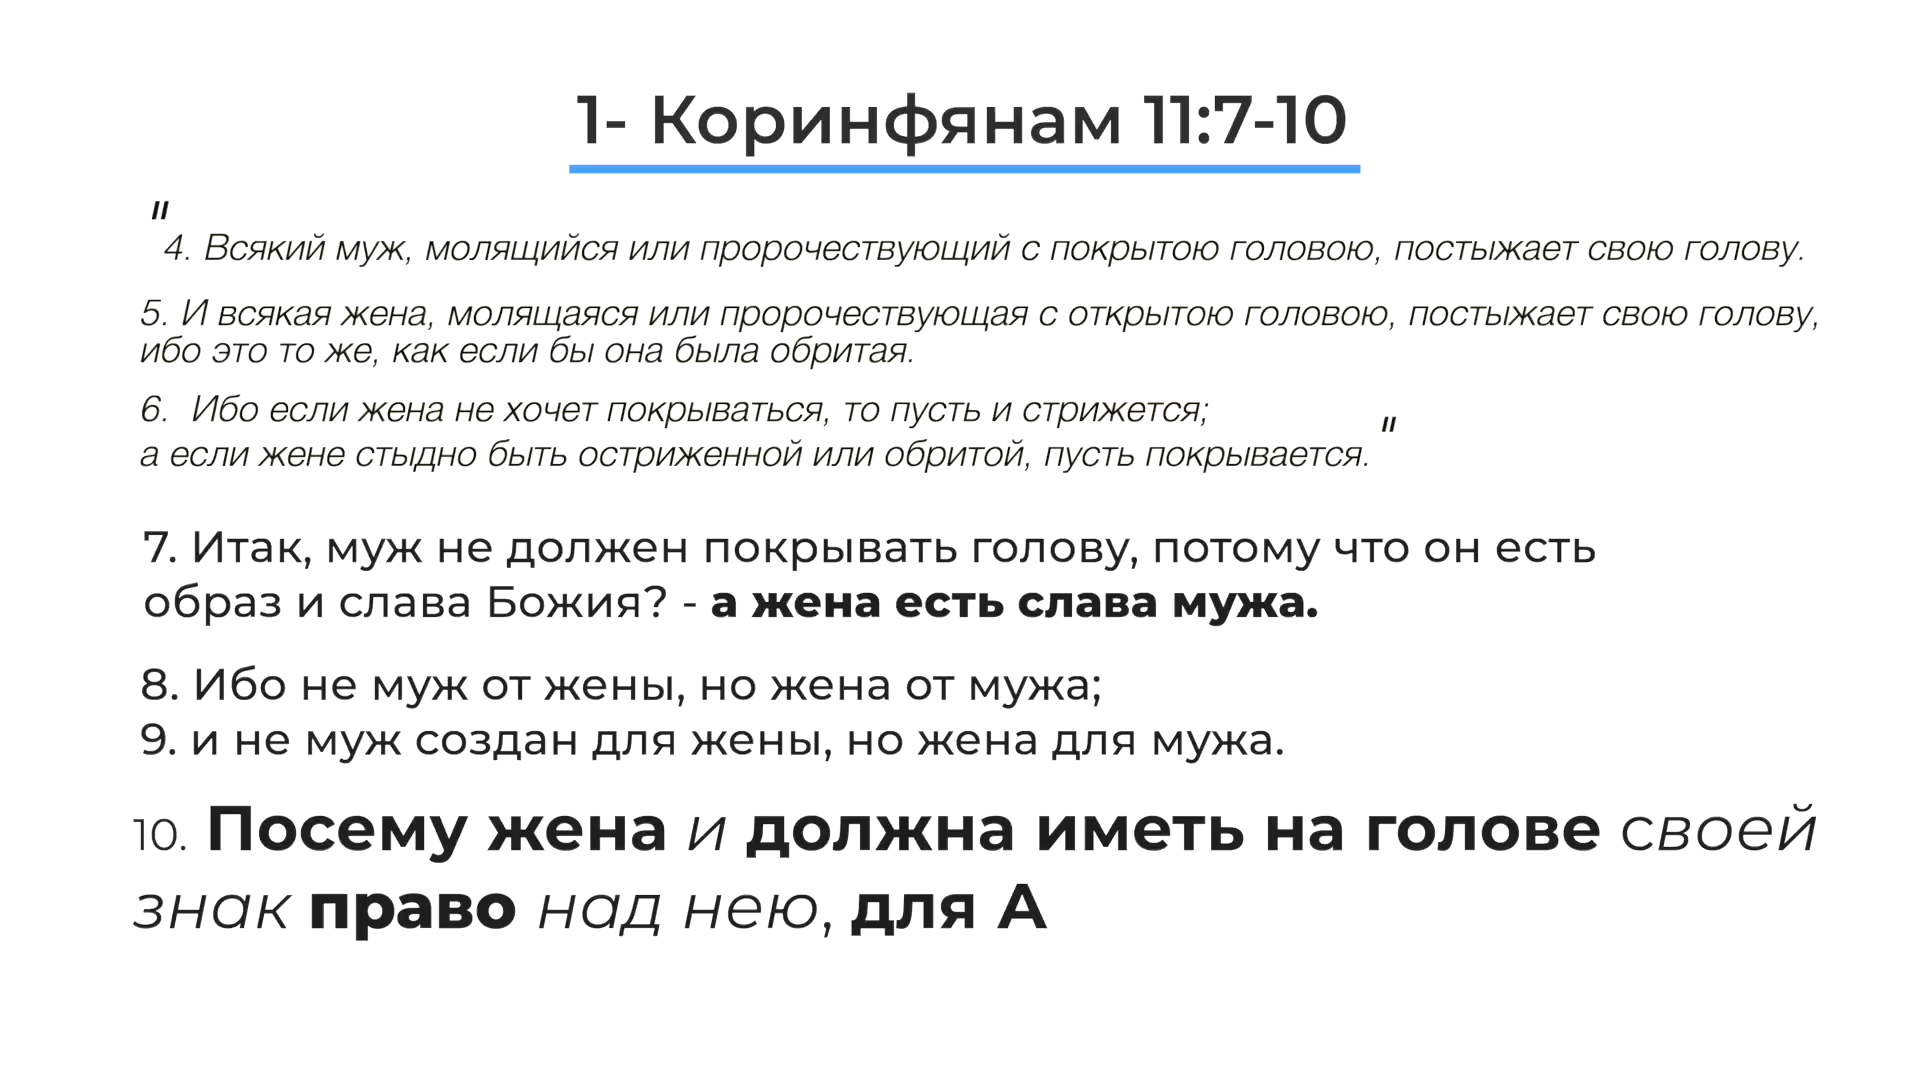 1- Коринфянам 11:7-10
"4. Всякий муж, молящийся или пророчествующий с покрытою головою, постыжает свою голову.
5. И всякая жена, молящаяся или пророчествующая с открытою головою, постыжает свою голову,
ибо это то же, как если бы она была обритая.
6. Ибо если жена не хочет покрываться, то пусть и стрижется;
а если жене стыдно быть остриженной или обритой, пусть покрывается."
7. Итак, муж не должен покрывать голову, потому что он есть
образ и слава Божия? - а жена есть слава мужа.
8. Ибо не муж от жены, но жена от мужа;
9. и не муж создан для жены, но жена для мужа.
10. Посему жена и должна иметь на голове своей
знак право над нею, для А